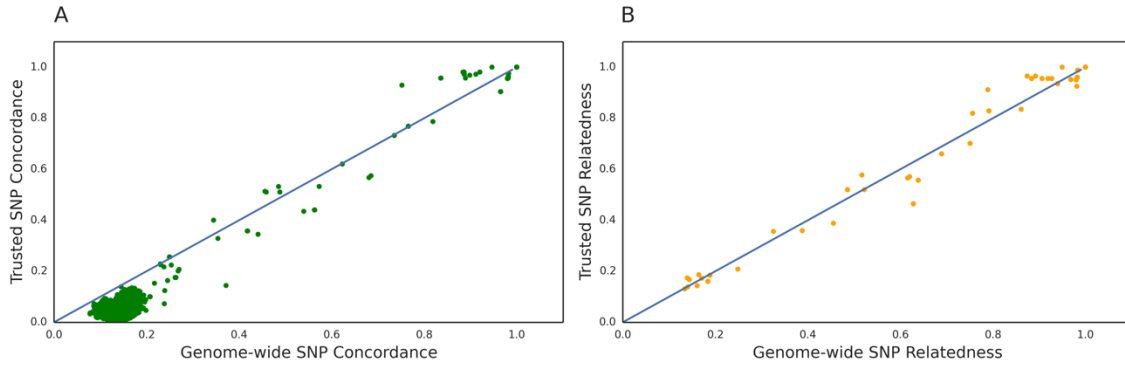 A
B
Trusted SNP Concordance
1.0
0.8
0.6
0.4
0.2
0.0
0.0 0.2 0.4 0.6 0.8 1.0
Genome-wide SNP Concordance
Trusted SNP Relatedness
1.0
0.8
0.6
0.4
0.2
0.0
0.0 0.2 0.4 0.6 0.8 1.0
Genome-wide SNP Relatedness